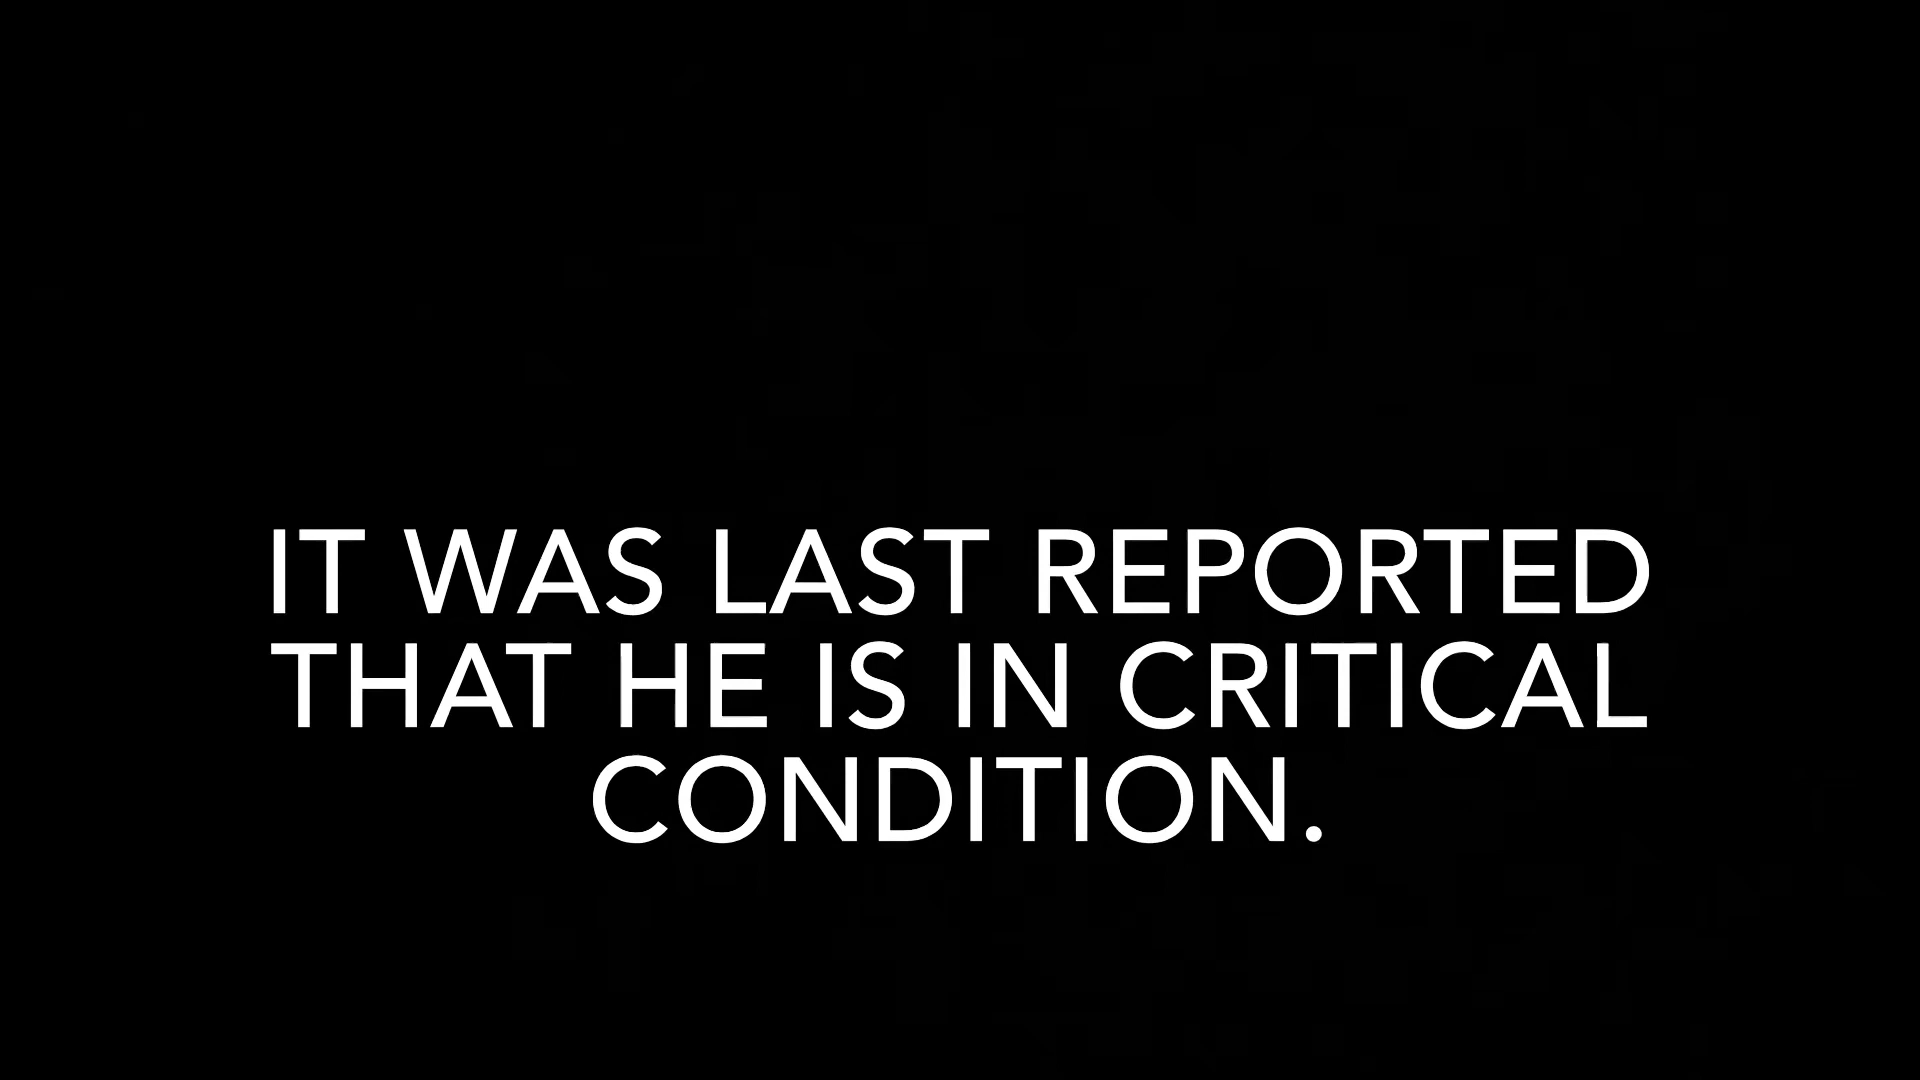 IT WAS LAST REPORTED
THAT HE IS IN CRITICAL
CONDITION.